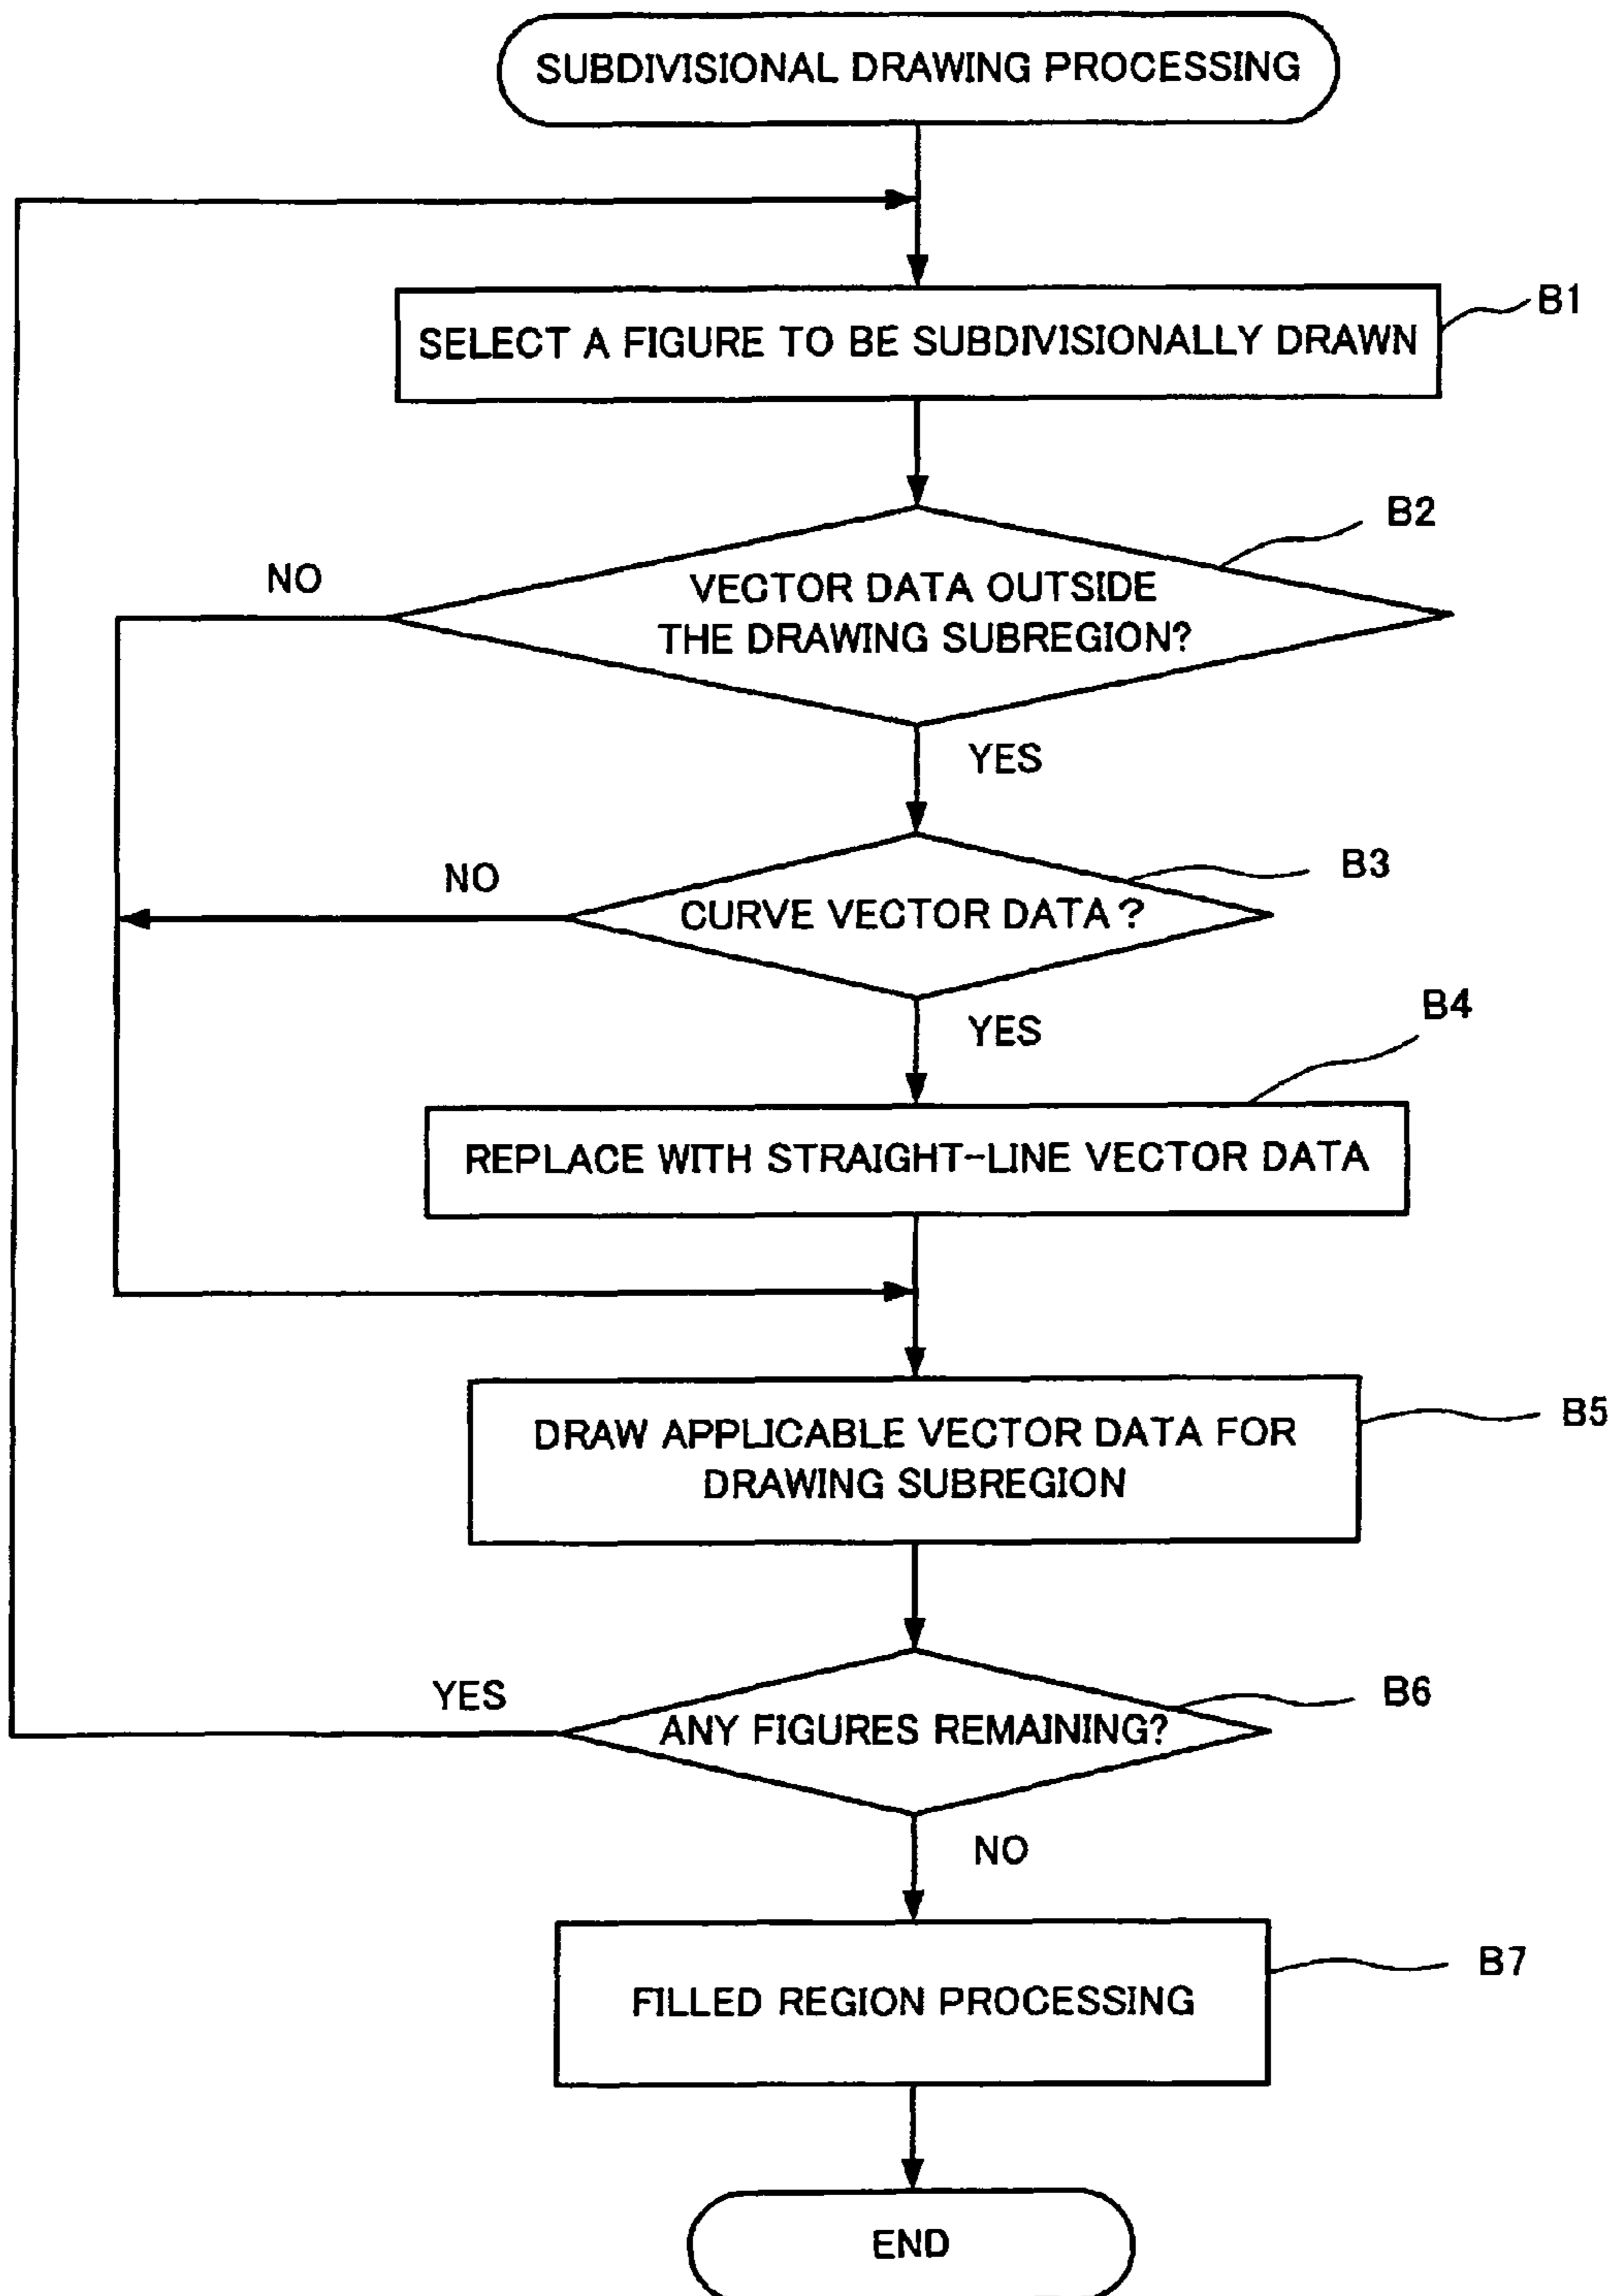 SUBDIVISIONAL DRAWING PROCESSING
SELECT A FIGURE TO BE SUBDIVISIONALLY DRAWN
B1
B2
NO
VECTOR DATA OUTSIDE
THE DRAWING SUBREGION?
YES
B3
NO
CURVE VECTOR DATA?
YES
B4
REPLACE WITH STRAIGHT-LINE VECTOR DATA
B5
DRAW APPLICABLE VECTOR DATA FOR
DRAWING SUBREGION
YES
B6
ANY FIGURES REMAINING?
NO
B7
FILLED REGION PROCESSING
END